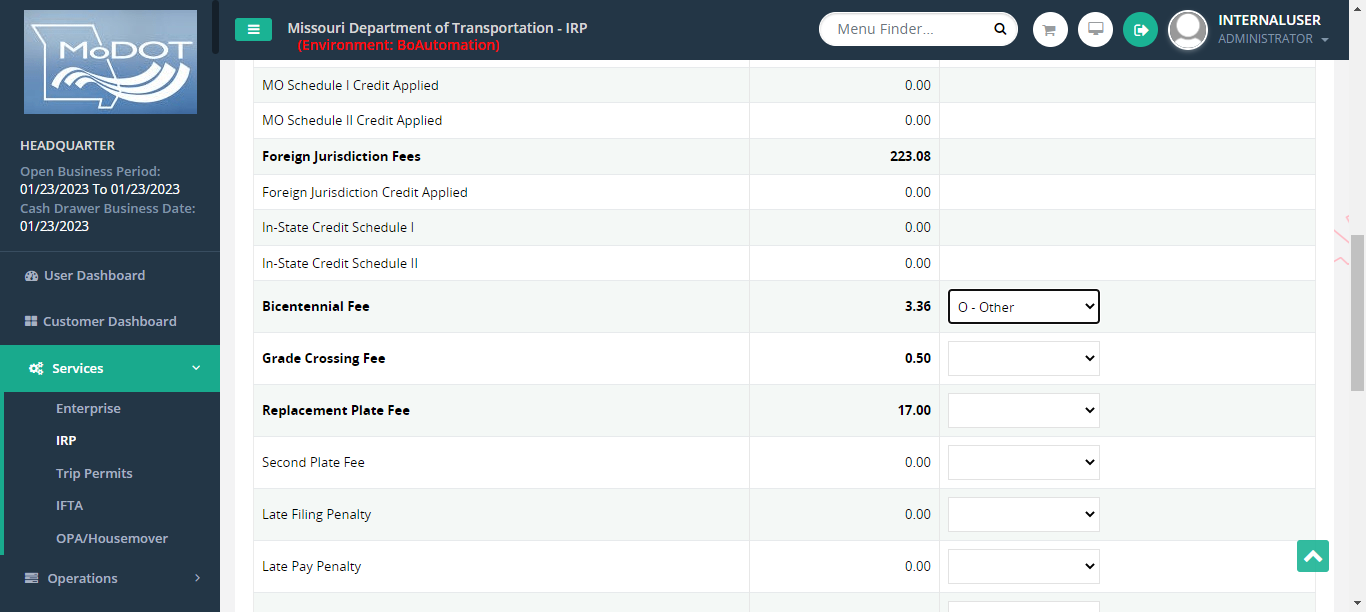 MoDOT
HEADQUARTER
Open Business Period:
01/23/2023 To 01/23/2023
Cash Drawer Business Date:
01/23/2023
User Dashboard
Customer Dashboard
Services
Enterprise
IRP
Trip Permits
IFTA
OPA/Housemover
Operations
Missouri Department of Transportation - IRP
(Environment: BoAutomation)
Menu Finder...
INTERNALUSER
ADMINISTRATOR
MO Schedule I Credit Applied 0.00
MO Schedule II Credit Applied 0.00
Foreign Jurisdiction Fees 223.08
Foreign Jurisdiction Credit Applied 0.00
In-State Credit Schedule I 0.00
In-State Credit Schedule II 0.00
Bicentennial Fee 3.36 O - Other
Grade Crossing Fee 0.50
Replacement Plate Fee 17.00
Second Plate Fee 0.00
Late Filing Penalty 0.00
Late Pay Penalty 0.00